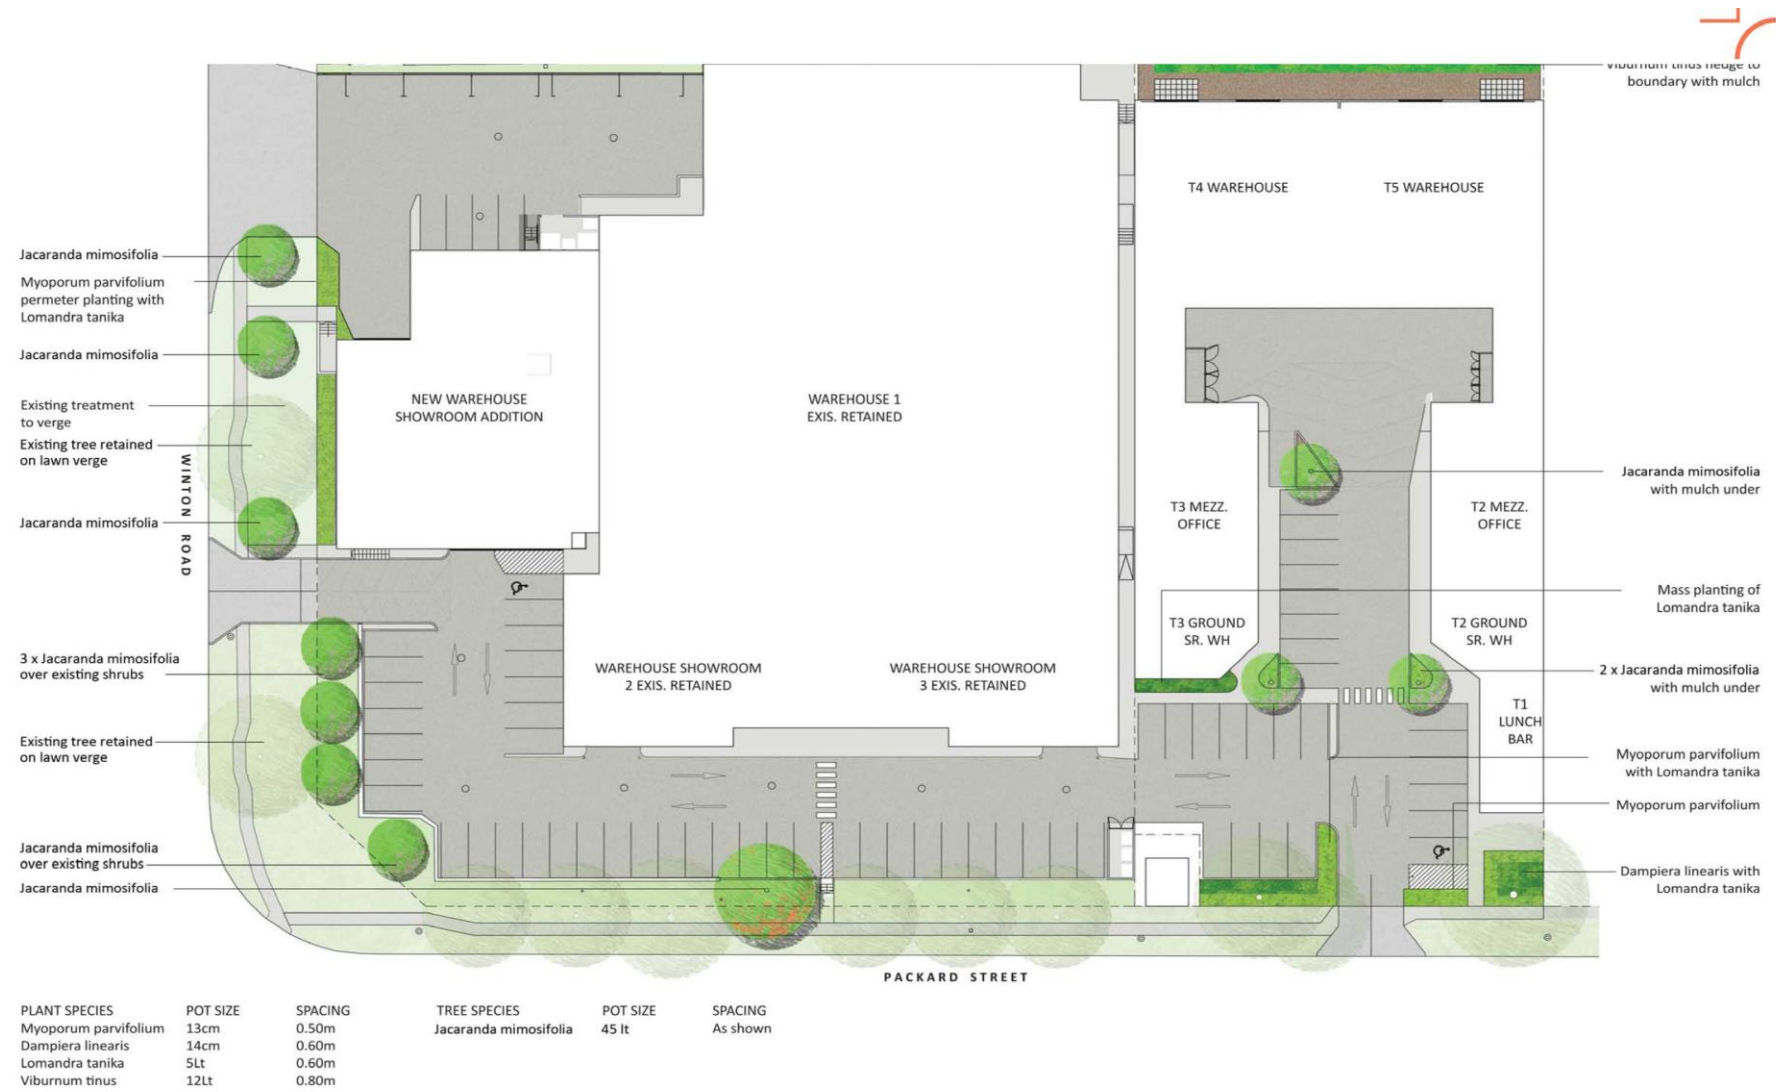 Viburnum tinus hedge to
boundary with mulch
T4 WAREHOUSE
T5 WAREHOUSE
Jacaranda mimosifolia
Myoporum parvifolium
permeter planting with
Lomandra tanika
Jacaranda mimosifolia
Existing treatment
to verge
Existing tree retained
on lawn verge
Jacaranda mimosifolia
WINTON ROAD
3 x Jacaranda mimosifolia
over existing shrubs
Existing tree retained
on lawn verge
Jacaranda mimosifolia
over existing shrubs
Jacaranda mimosifolia
NEW WAREHOUSE
SHOWROOM ADDITION
WAREHOUSE 1
EXIS. RETAINED
WAREHOUSE SHOWROOM
2 EXIS. RETAINED
WAREHOUSE SHOWROOM
3 EXIS. RETAINED
T3 MEZZ.
OFFICE
T2 MEZZ.
OFFICE
T3 GROUND
SR. WH
T2 GROUND
SR. WH
T1
LUNCH
BAR
Jacaranda mimosifolia
with mulch under
Mass planting of
Lomandra tanika
2 x Jacaranda mimosifolia
with mulch under
Myoporum parvifolium
with Lomandra tanika
Myoporum parvifolium
Dampiera linearis with
Lomandra tanika
PACKARD STREET
PLANT SPECIES POT SIZE SPACING
Myoporum parvifolium 13cm 0.50m
Dampiera linearis 14cm 0.60m
Lomandra tanika 5Lt 0.60m
Viburnum tinus 12Lt 0.80m
TREE SPECIES POT SIZE SPACING
Jacaranda mimosifolia 45 lt As shown